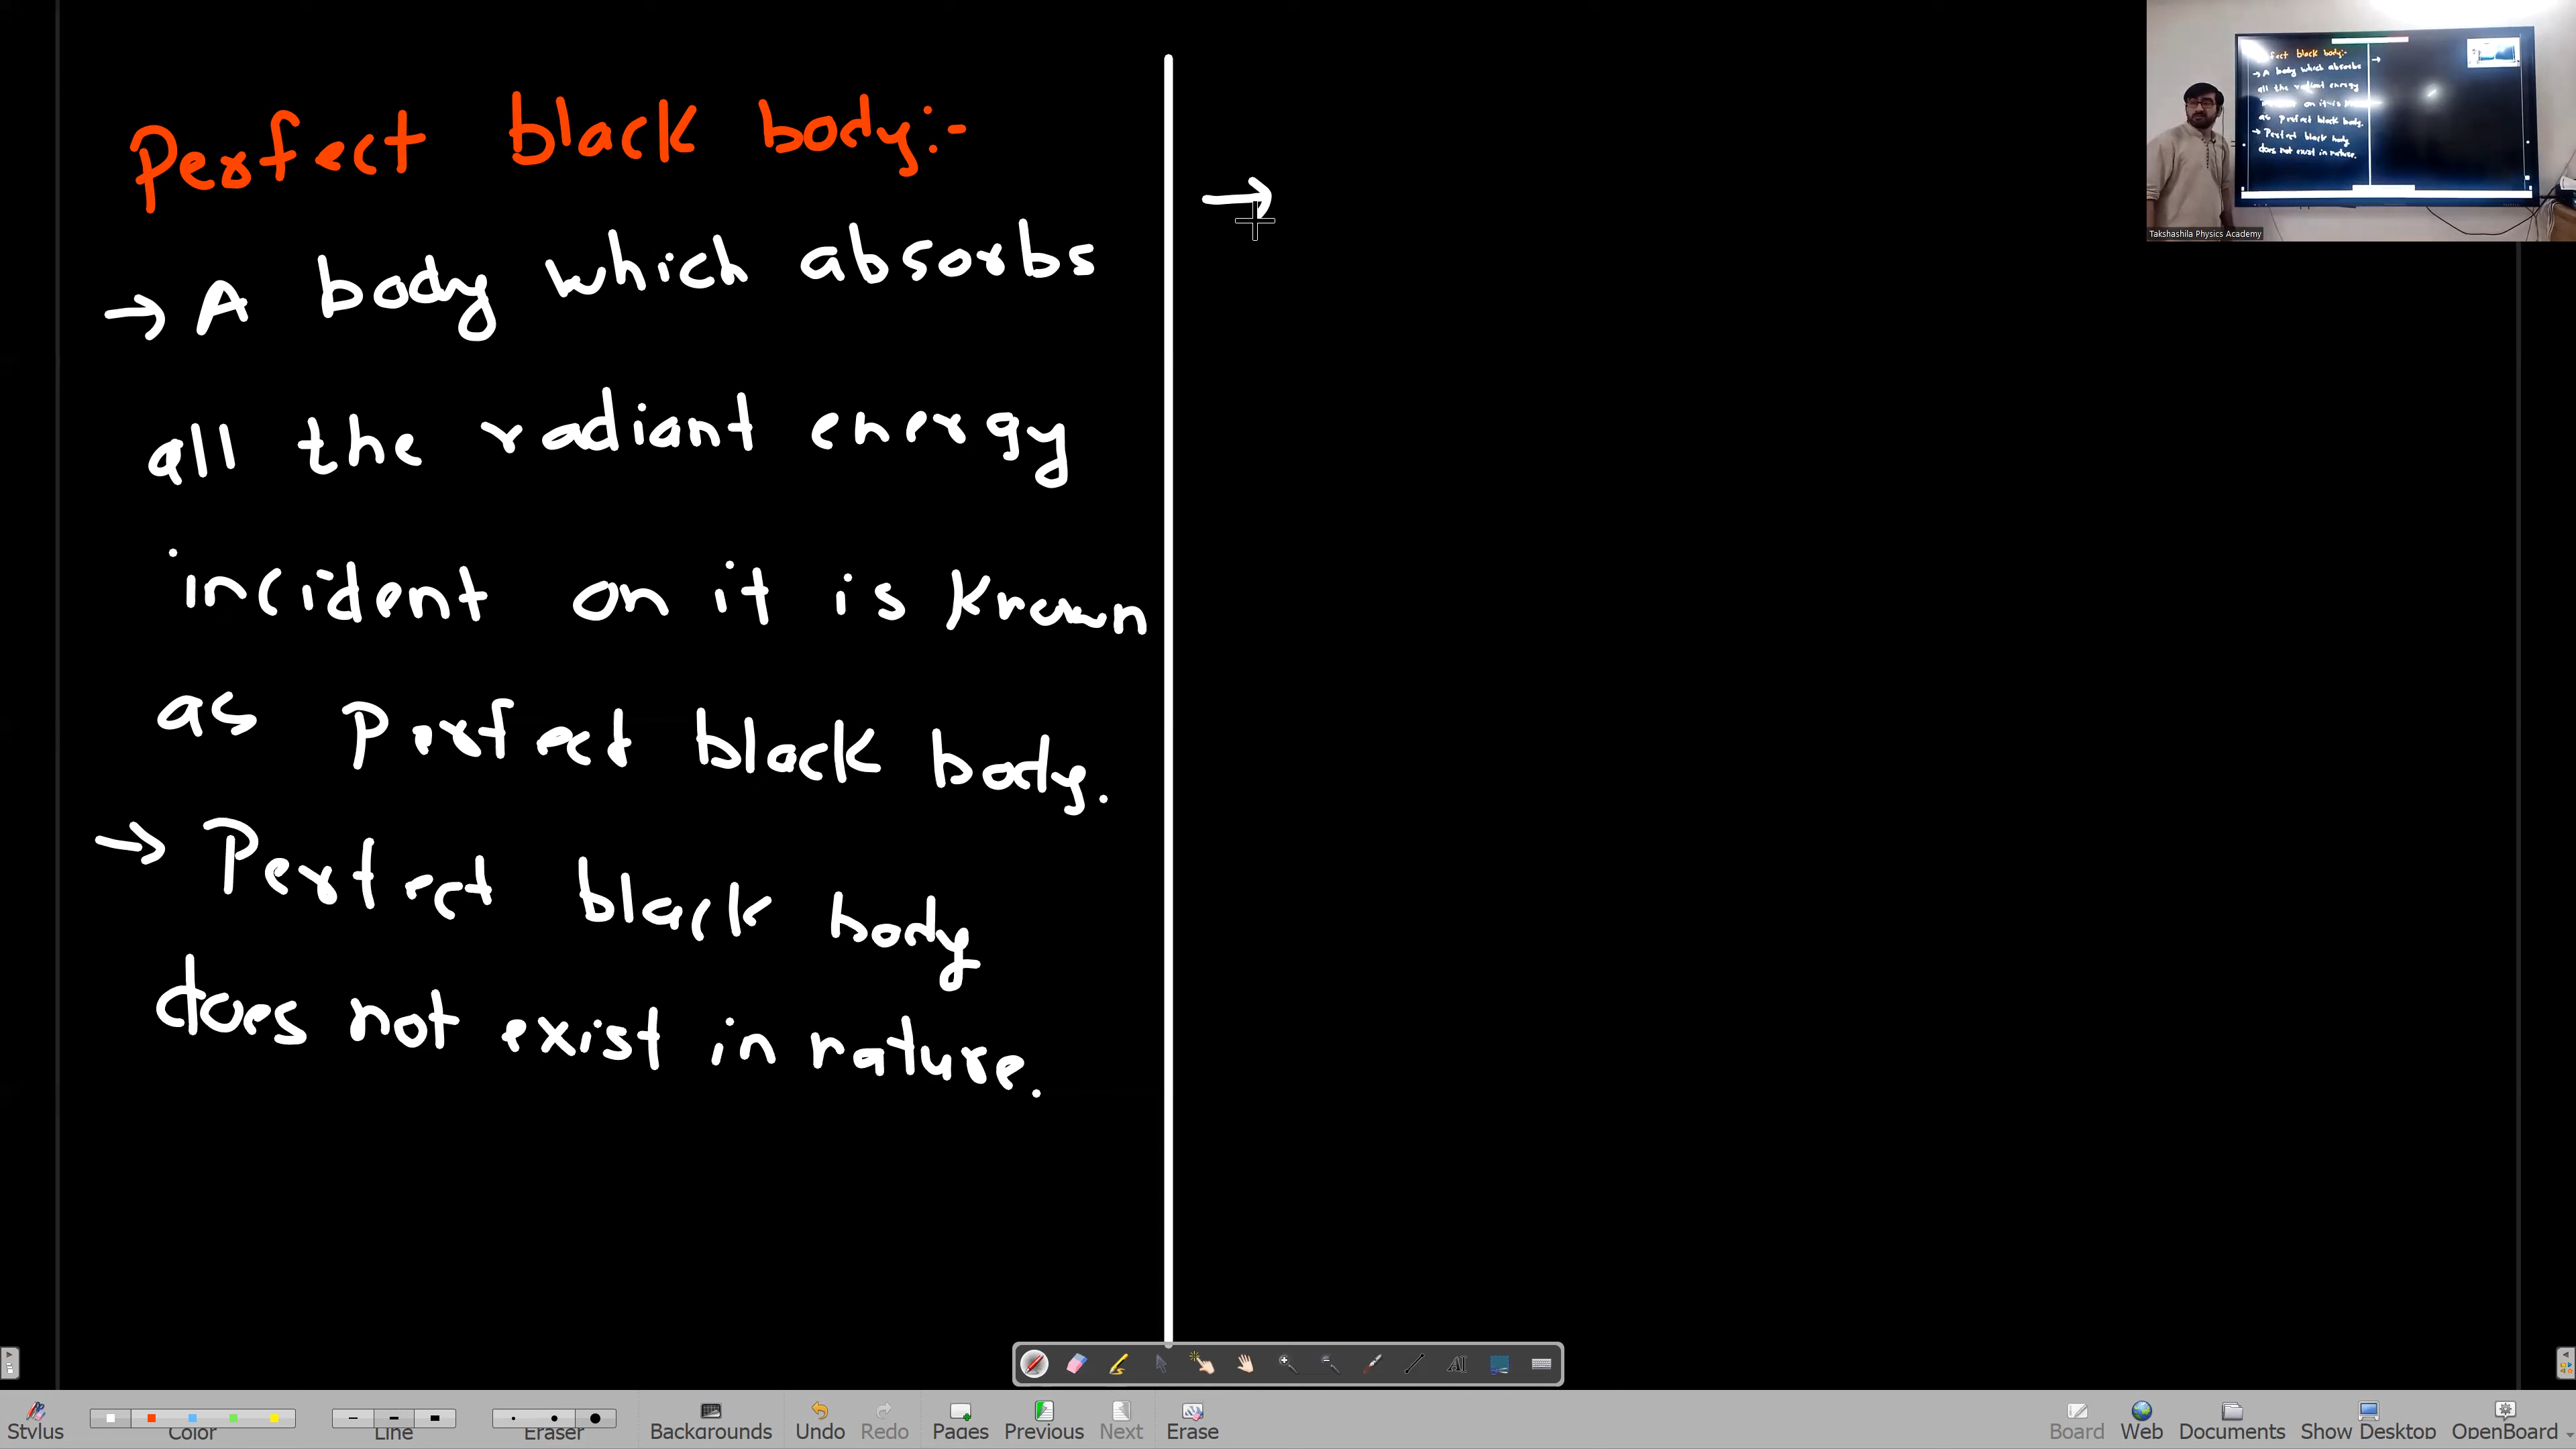 Perfect black body:-
→ A body which absorbs
all the radiant energy
incident on it is known
as perfect black body.
→ Perfect black body
does not exist in nature.
→
Takshashila Physics Academy
Stylus
Color
Line
Eraser
Backgrounds
Undo
Redo
Pages
Previous
Next
Erase
Board
Web
Documents
Show Desktop
OpenBoard